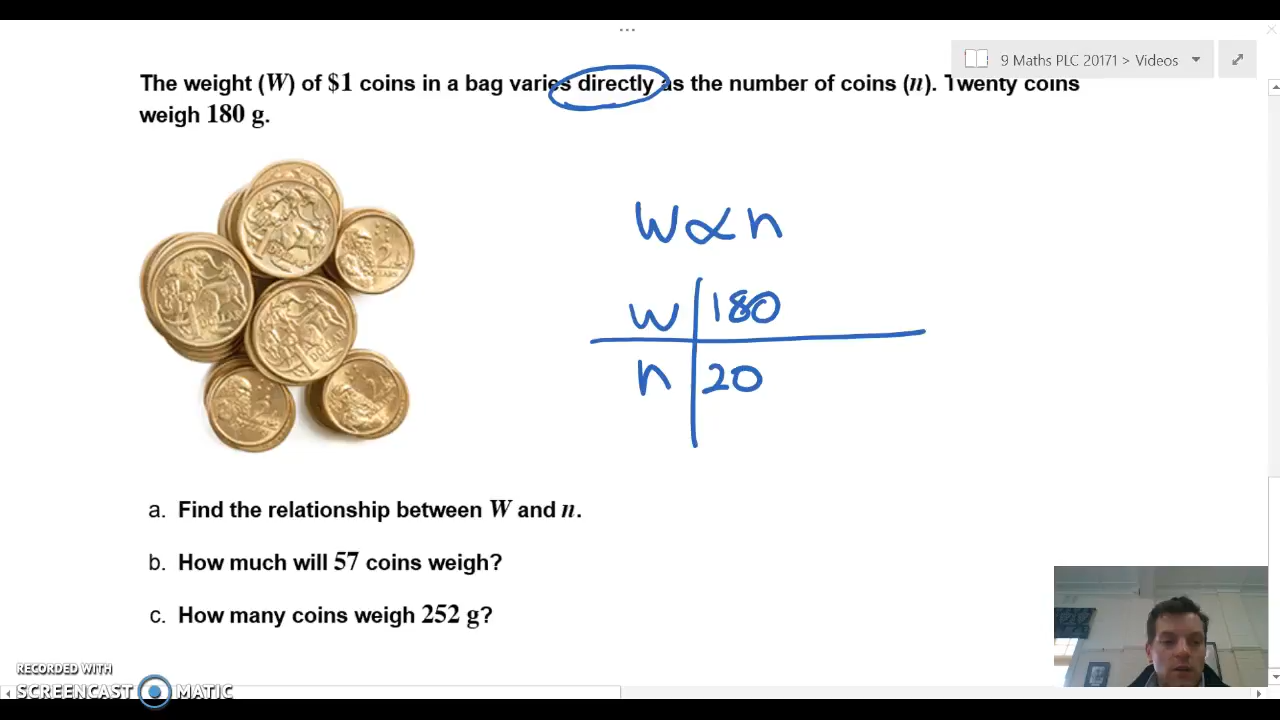 9 Maths PLC 20171 > Videos
The weight (W) of $1 coins in a bag varies directly as the number of coins (n). Twenty coins
weigh 180 g.
W ∝ n
W 180
n 20
a. Find the relationship between W and n.
b. How much will 57 coins weigh?
c. How many coins weigh 252 g?
RECORDED WITH
SCREENCAST MATIC